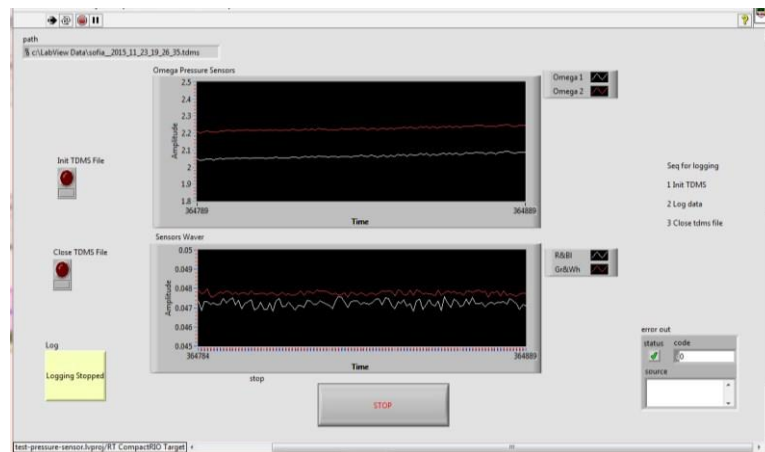 path
c:\LabView Data\sofia__2015_11_23_19_26_35.tdms
Omega Pressure Sensors
Omega 1
Omega 2
2.5
2.4
2.3
2.2
2.1
2
1.9
1.8
Amplitude
364789
364889
Time
Init TDMS File
Seq for logging
1 Init TDMS
2 Log data
3 Close tdms file
Sensors Waver
Close TDMS File
R&Bl
Gr&Wh
0.05
0.049
0.048
0.047
0.046
0.045
Amplitude
364784
364889
Time
Log
Logging Stopped
stop
STOP
error out
status code
0
source
test-pressure-sensor.lvproj/RT CompactRIO Target